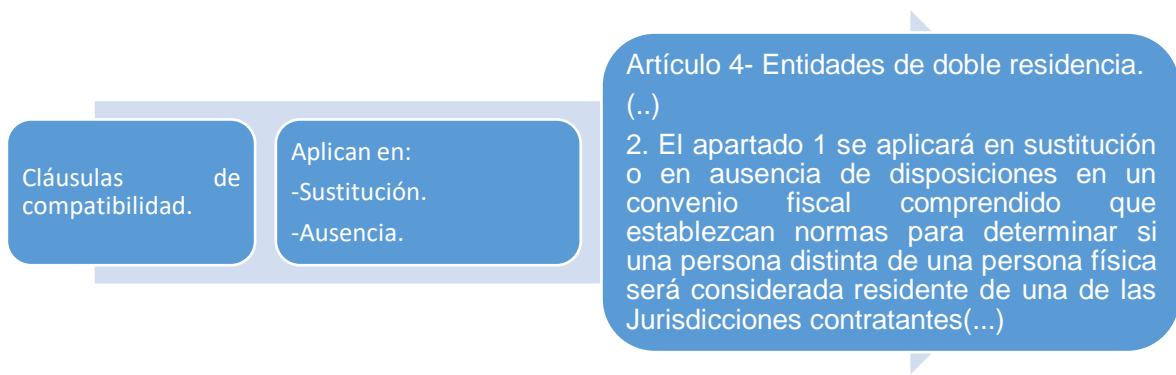 Cláusulas de
compatibilidad.
Aplican en:
-Sustitución.
-Ausencia.
Artículo 4- Entidades de doble residencia.
(..)
2. El apartado 1 se aplicará en sustitución
o en ausencia de disposiciones en un
convenio fiscal comprendido que
establezcan normas para determinar si
una persona distinta de una persona física
será considerada residente de una de las
Jurisdicciones contratantes(...)